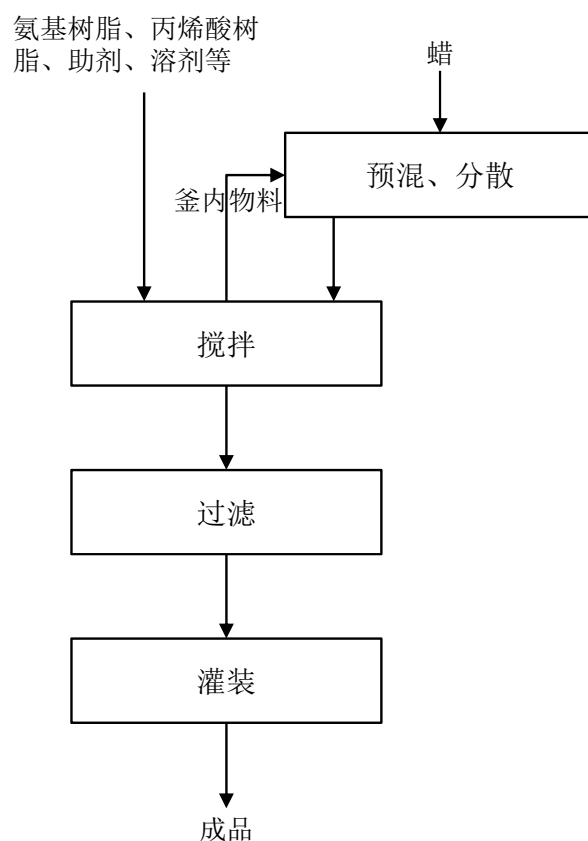 氨基树脂、丙烯酸树
脂、助剂、溶剂等
蜡
预混、分散
釜内物料
搅拌
过滤
灌装
成品